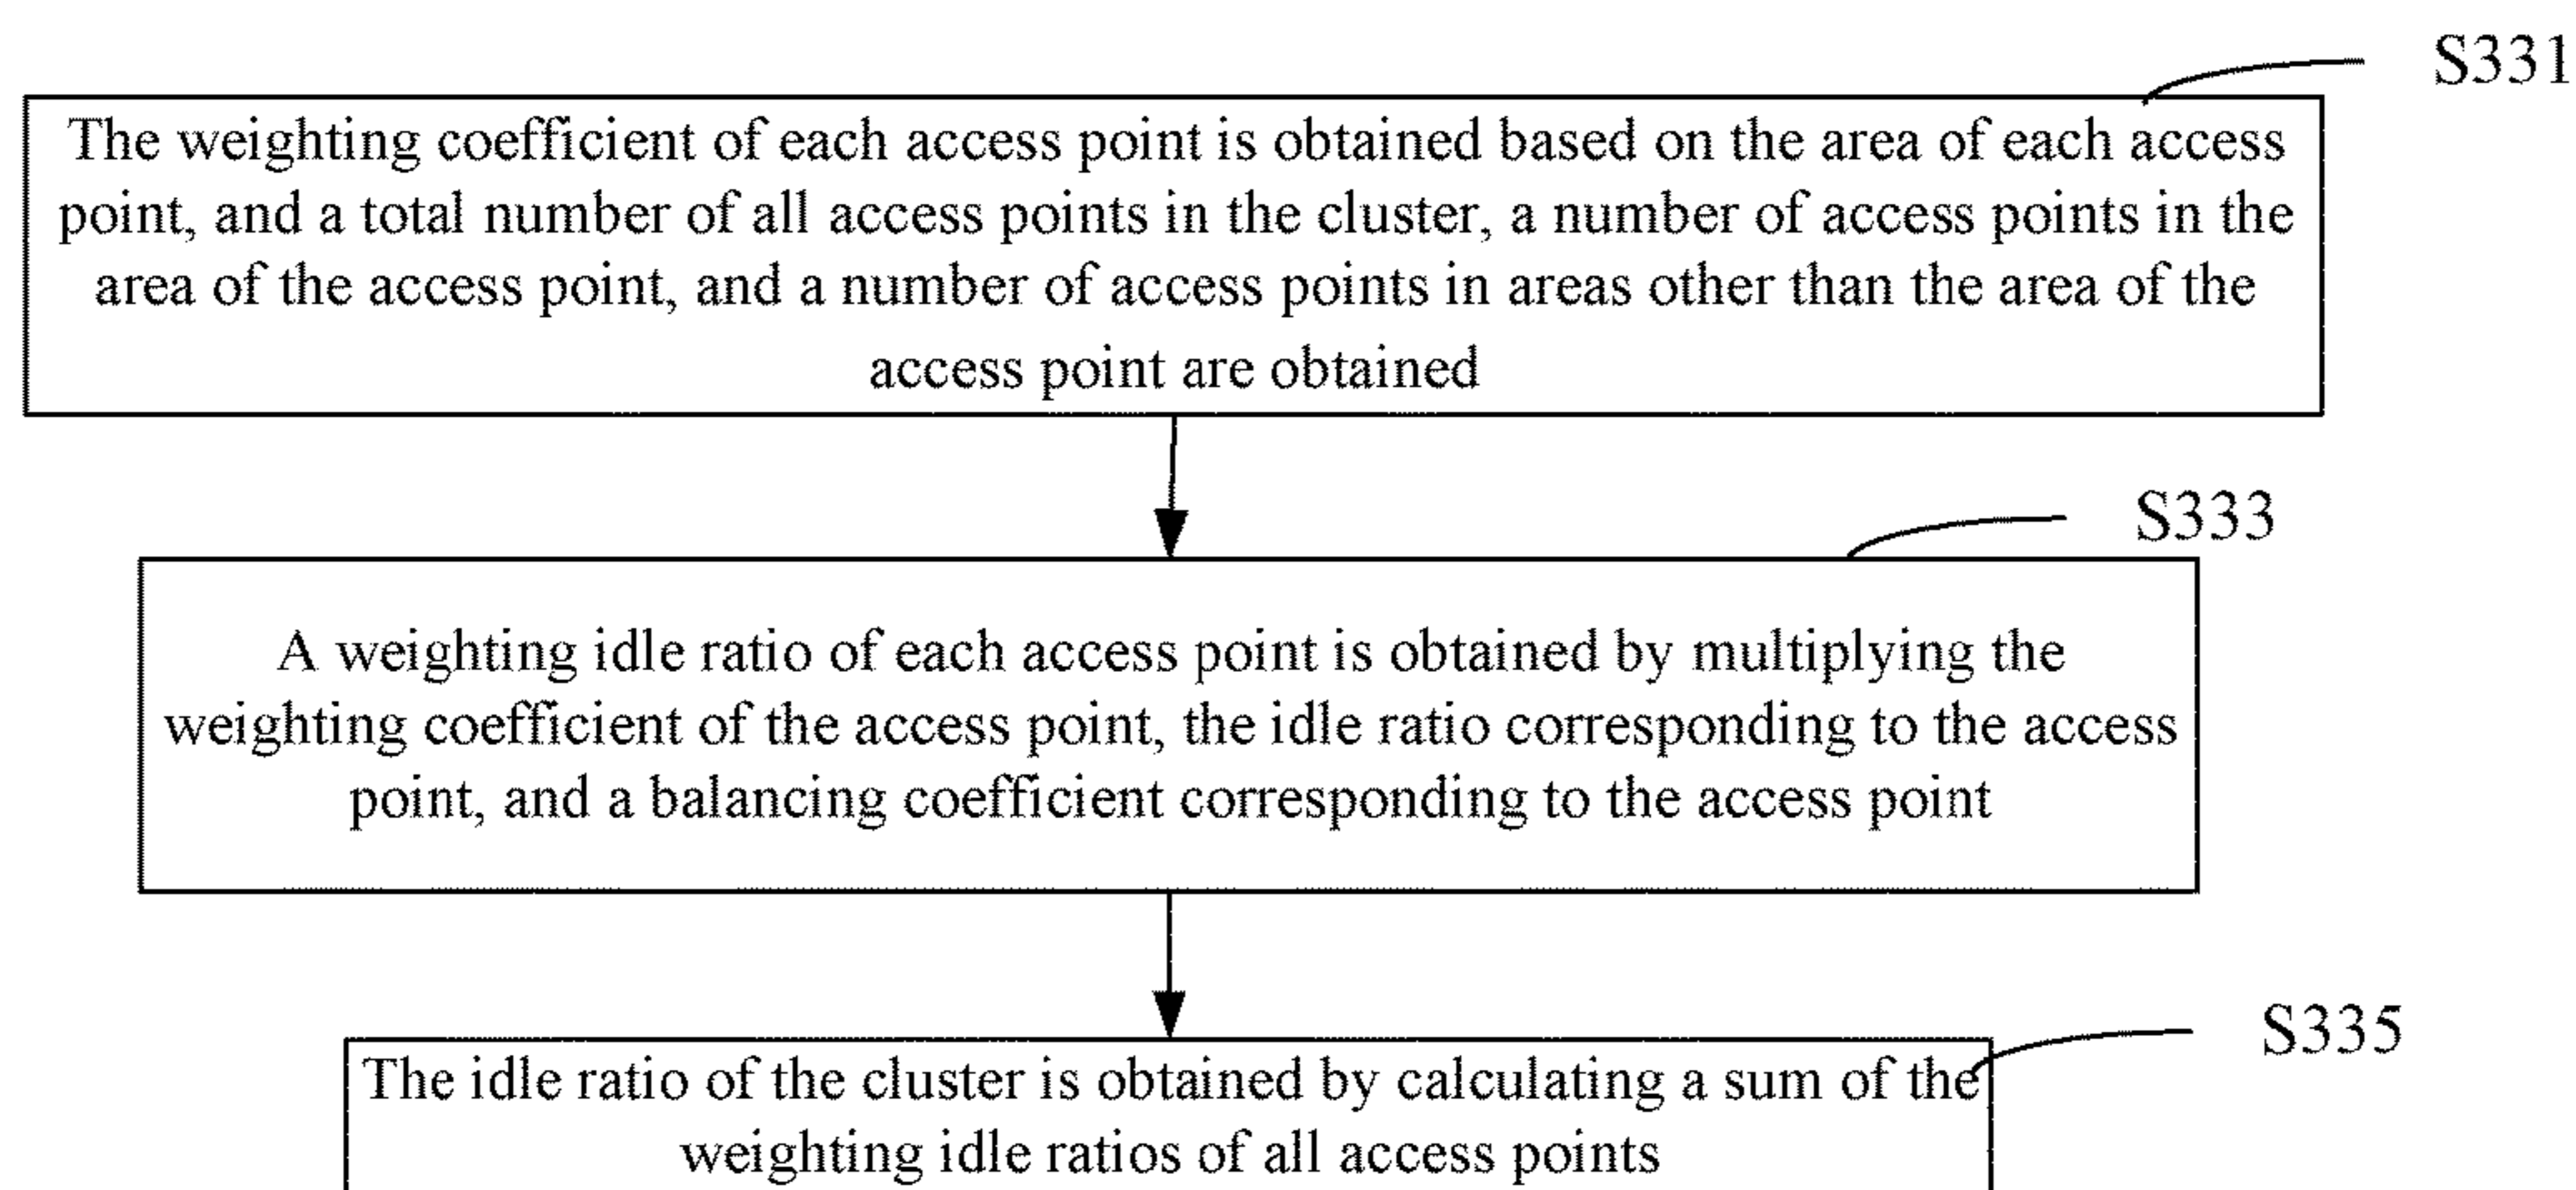 S331
The weighting coefficient of each access point is obtained based on the area of each access
point, and a total number of all access points in the cluster, a number of access points in the
area of the access point, and a number of access points in areas other than the area of the
access point are obtained
S333
A weighting idle ratio of each access point is obtained by multiplying the
weighting coefficient of the access point, the idle ratio corresponding to the access
point, and a balancing coefficient corresponding to the access point
S335
The idle ratio of the cluster is obtained by calculating a sum of the
weighting idle ratios of all access points